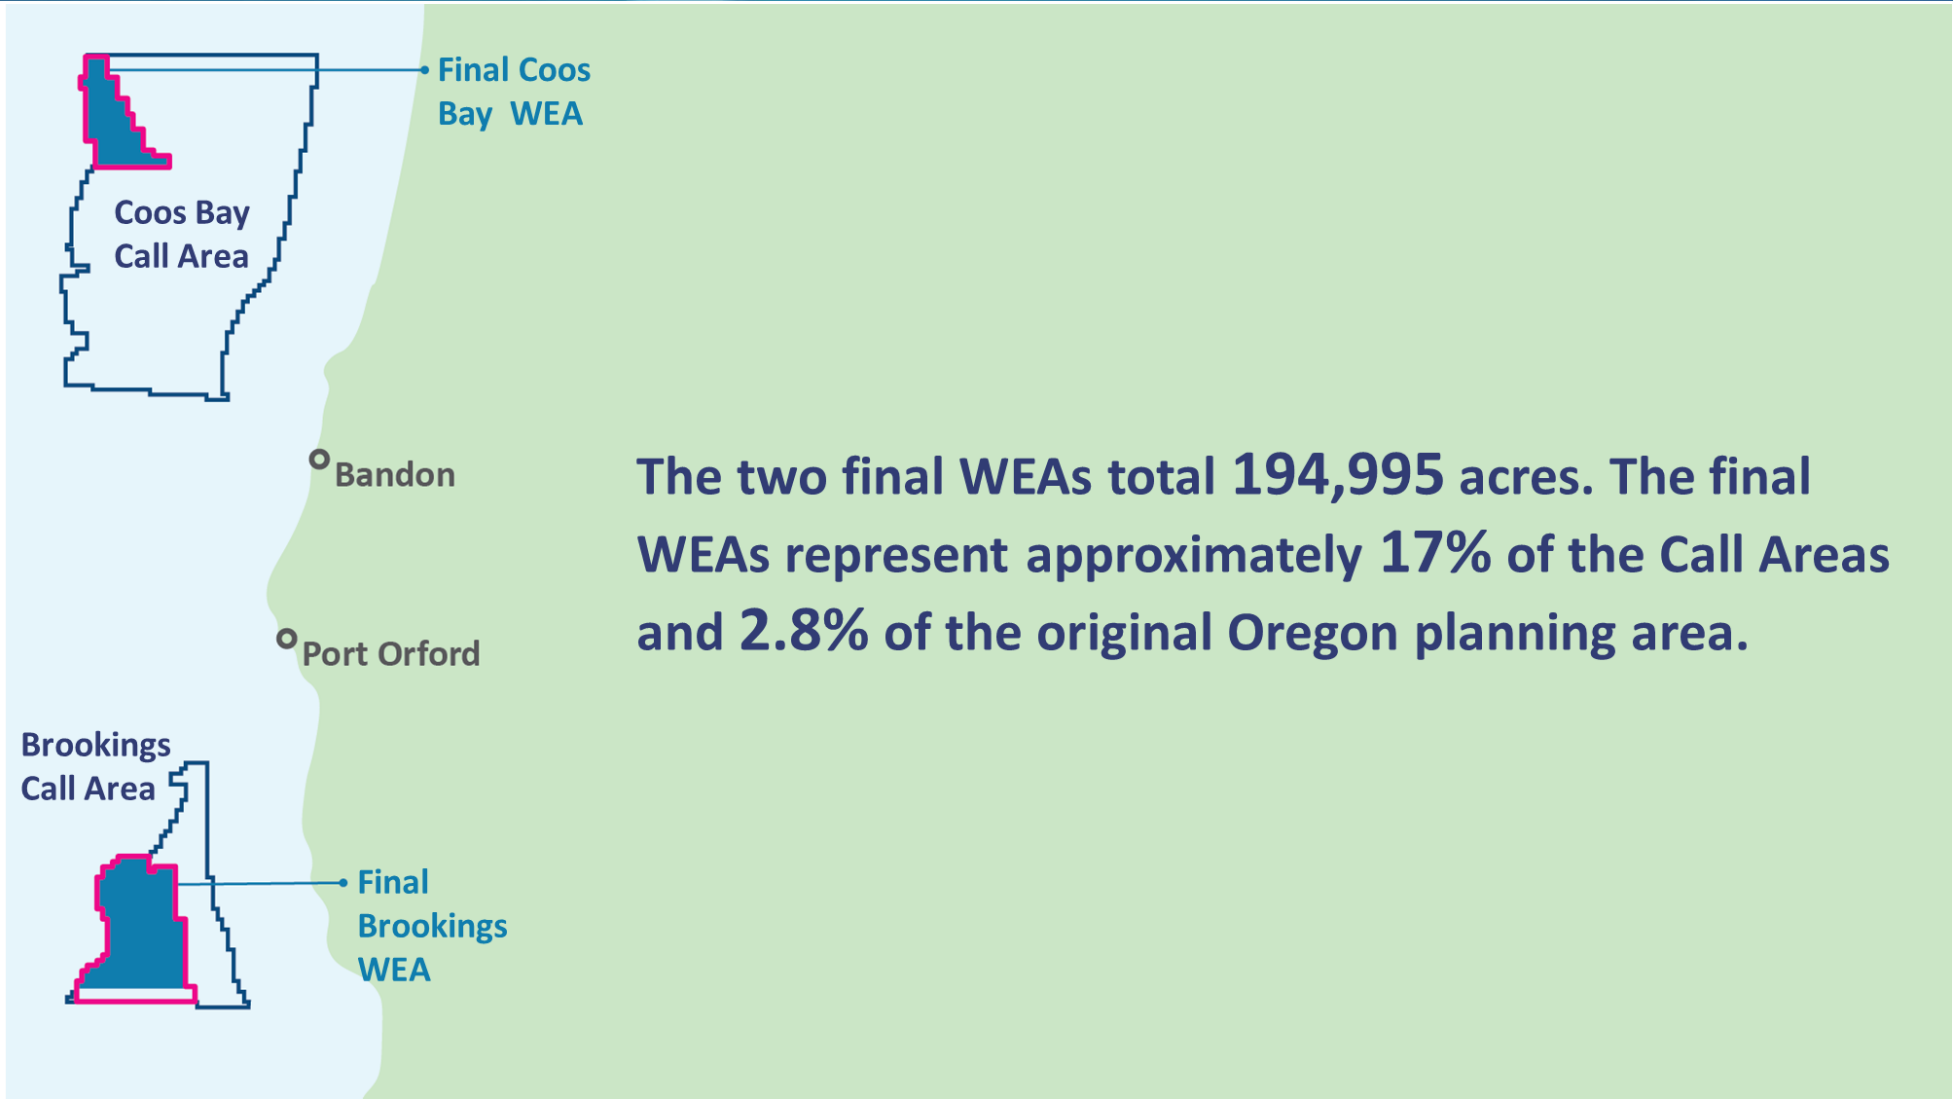 Final Coos
Bay WEA
Coos Bay
Call Area
Bandon
The two final WEAs total 194,995 acres. The final
WEAs represent approximately 17% of the Call Areas
and 2.8% of the original Oregon planning area.
Port Orford
Brookings
Call Area
Final
Brookings
WEA